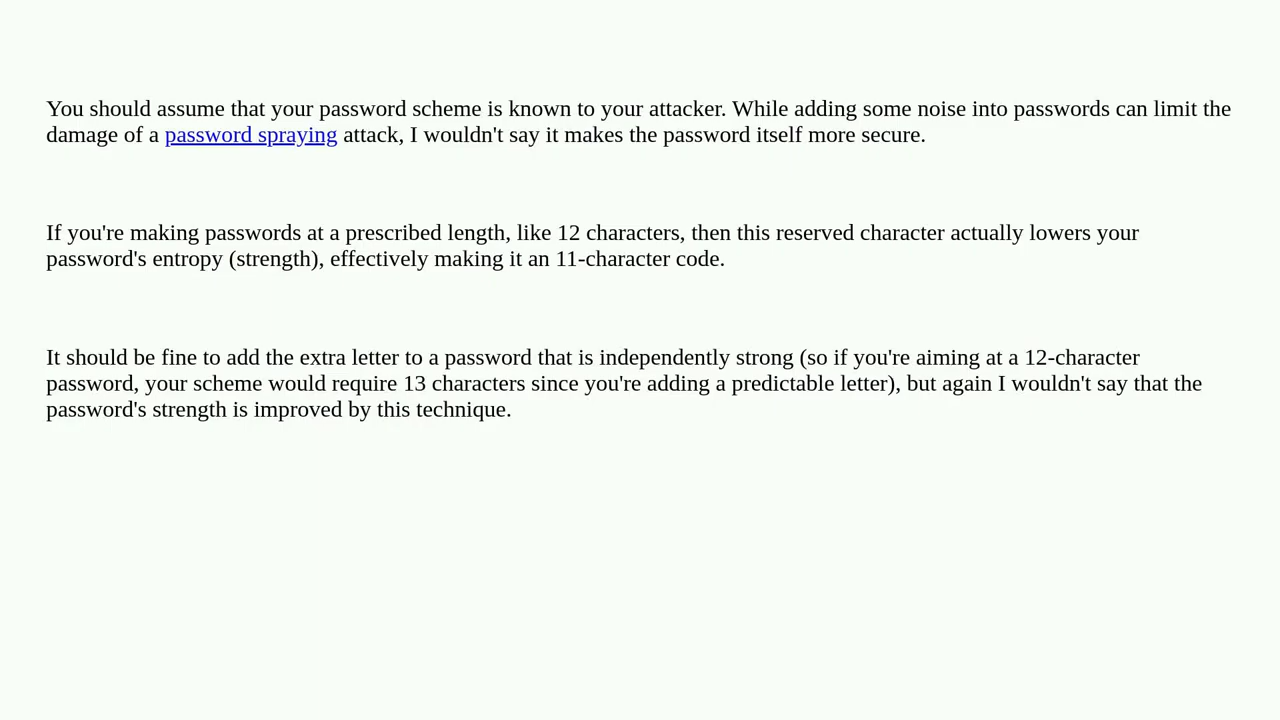 You should assume that your password scheme is known to your attacker. While adding some noise into passwords can limit the
damage of a password spraying attack, I wouldn't say it makes the password itself more secure.
If you're making passwords at a prescribed length, like 12 characters, then this reserved character actually lowers your
password's entropy (strength), effectively making it an 11-character code.
It should be fine to add the extra letter to a password that is independently strong (so if you're aiming at a 12-character
password, your scheme would require 13 characters since you're adding a predictable letter), but again I wouldn't say that the
password's strength is improved by this technique.